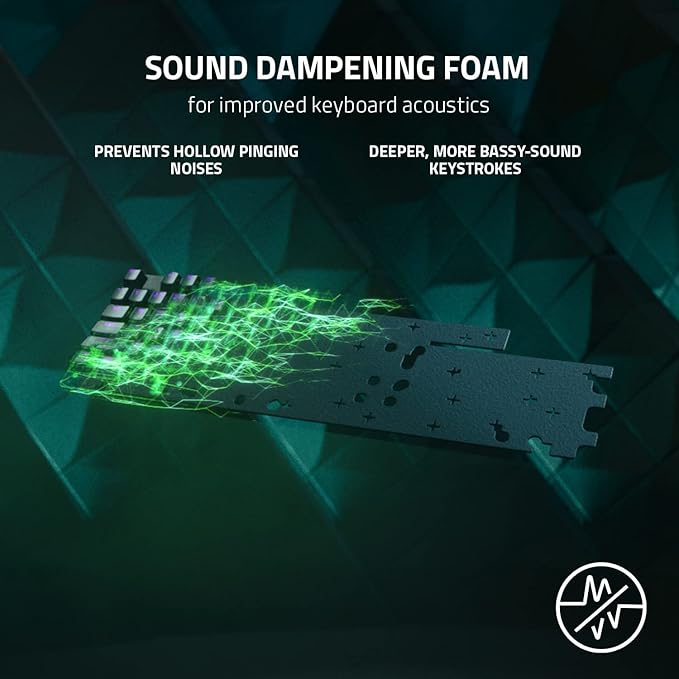 SOUND DAMPENING FOAM
for improved keyboard acoustics
PREVENTS HOLLOW PINGING
NOISES
DEEPER, MORE BASSY-SOUND
KEYSTROKES